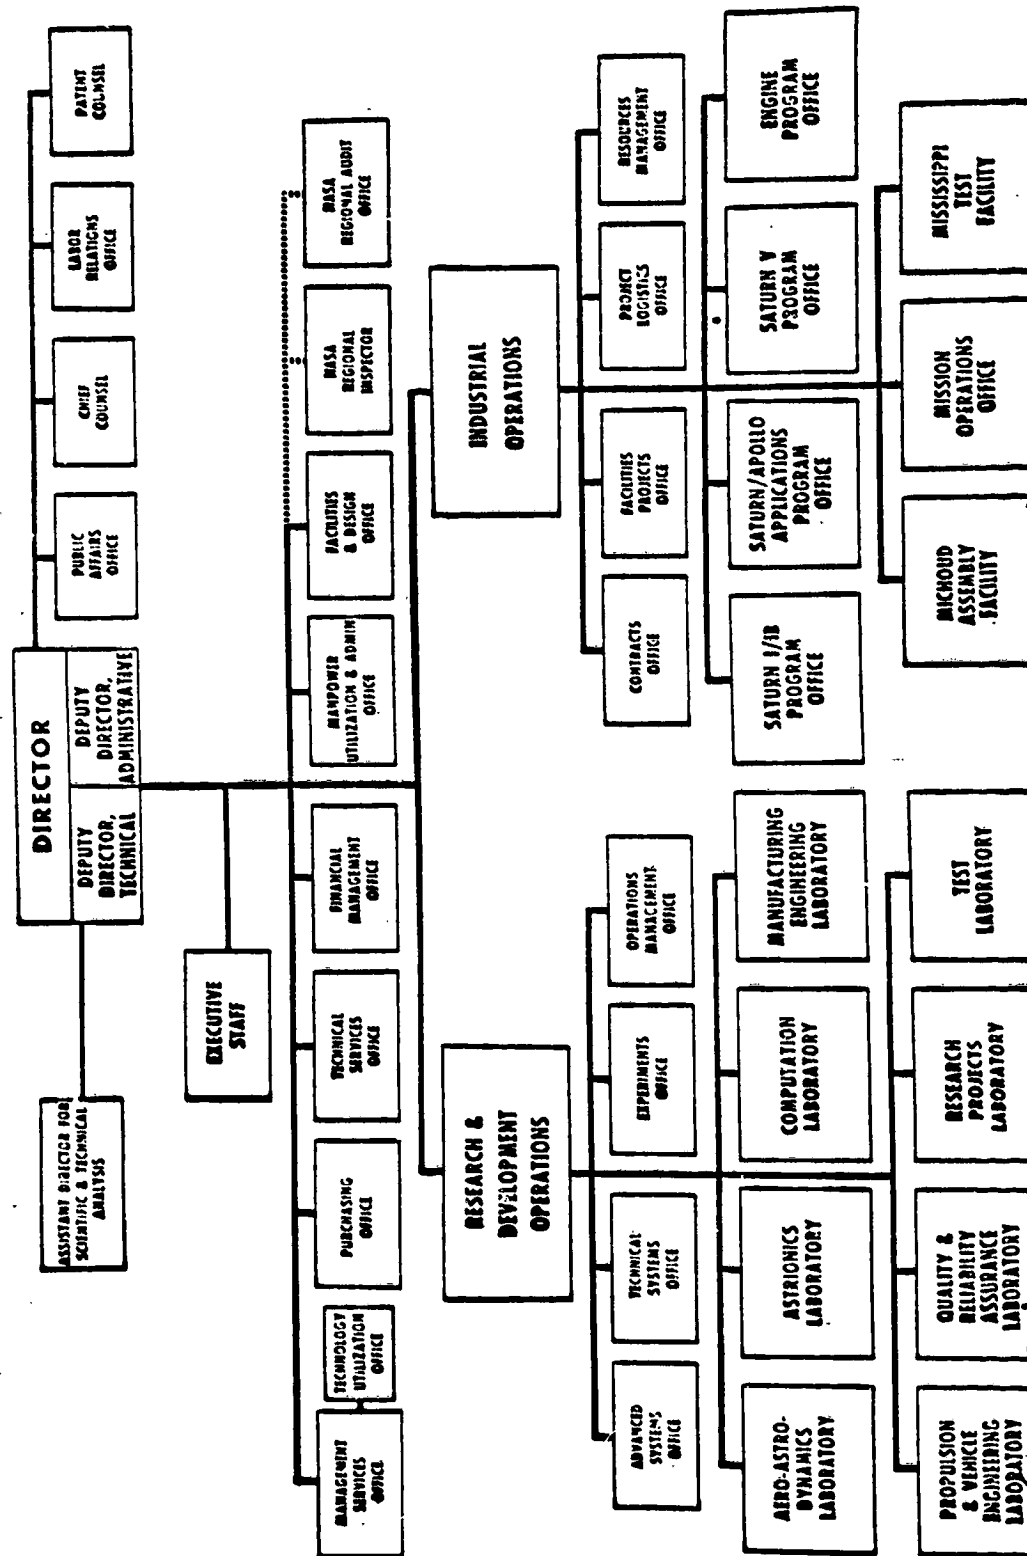 DIRECTOR
DEPUTY
DIRECTOR,
TECHNICAL
DEPUTY
DIRECTOR,
ADMINISTRATIVE
PUBLIC
AFFAIRS
OFFICE
CHIEF
COUNSEL
LABOR
RELATIONS
OFFICE
PATENT
COUNSEL
ASSISTANT DIRECTOR FOR
SCIENTIFIC & TECHNICAL
ANALYSIS
EXECUTIVE
STAFF
MANAGEMENT
SERVICES
OFFICE
TECHNOLOGY
UTILIZATION
OFFICE
PURCHASING
OFFICE
TECHNICAL
SERVICES
OFFICE
FINANCIAL
MANAGEMENT
OFFICE
MANPOWER
UTILIZATION & ADMIN
OFFICE
FACILITIES
& DESIGN
OFFICE
NASA
REGIONAL
INSPECTOR
NASA
REGIONAL AUDIT
OFFICE
RESEARCH &
DEVELOPMENT
OPERATIONS
INDUSTRIAL
OPERATIONS
ADVANCED
SYSTEMS
OFFICE
TECHNICAL
SYSTEMS
OFFICE
EXPERIMENTS
OFFICE
OPERATIONS
MANAGEMENT
OFFICE
CONTRACTS
OFFICE
FACILITIES
PROJECTS
OFFICE
PROJECT
LOGISTICS
OFFICE
RESOURCES
MANAGEMENT
OFFICE
AERO-ASTRO-
DYNAMICS
LABORATORY
ASTRIONICS
LABORATORY
COMPUTATION
LABORATORY
MANUFACTURING
ENGINEERING
LABORATORY
SATURN I/IB
PROGRAM
OFFICE
SATURN/APOLLO
APPLICATIONS
PROGRAM
OFFICE
SATURN V
PROGRAM
OFFICE
ENGINE
PROGRAM
OFFICE
PROPULSION
& VEHICLE
ENGINEERING
LABORATORY
QUALITY &
RELIABILITY
ASSURANCE
LABORATORY
RESEARCH
PROJECTS
LABORATORY
TEST
LABORATORY
MICHOUD
ASSEMBLY
FACILITY
MISSION
OPERATIONS
OFFICE
MISSISSIPPI
TEST
FACILITY